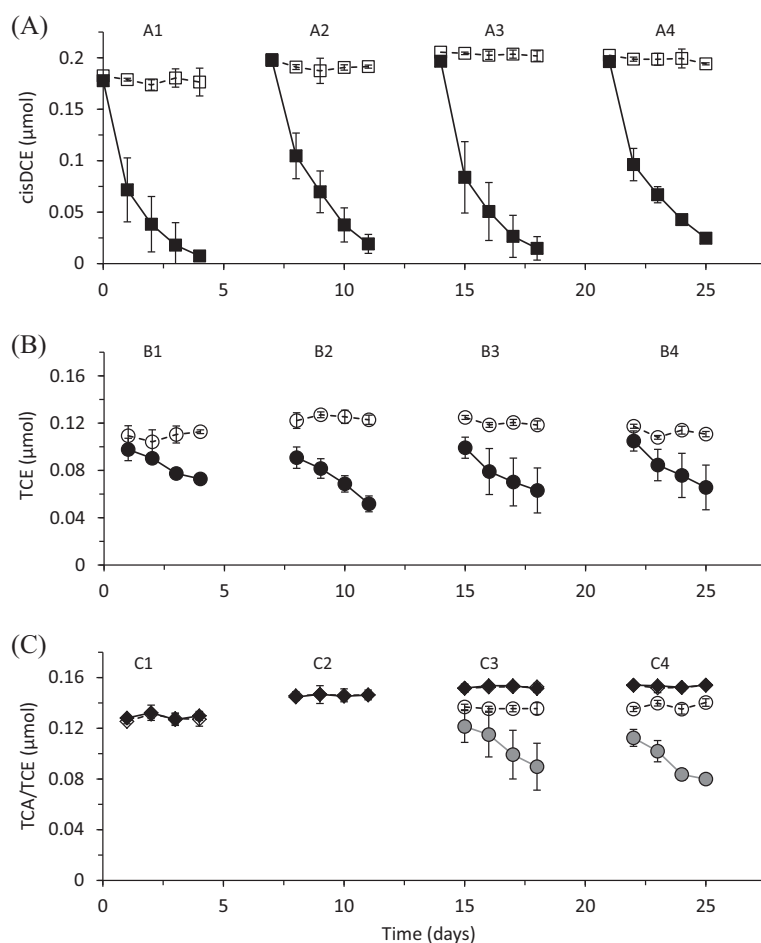 (A)
A1 A2 A3 A4
0.2
0.15
0.1
0.05
0
cisDCE (µmol)
0 5 10 15 20 25
(B)
B1 B2 B3 B4
0.16
0.12
0.08
0.04
0
TCE (µmol)
0 5 10 15 20 25
(C)
C1 C2 C3 C4
0.16
0.12
0.08
0.04
0
TCA/TCE (µmol)
0 5 10 15 20 25
Time (days)